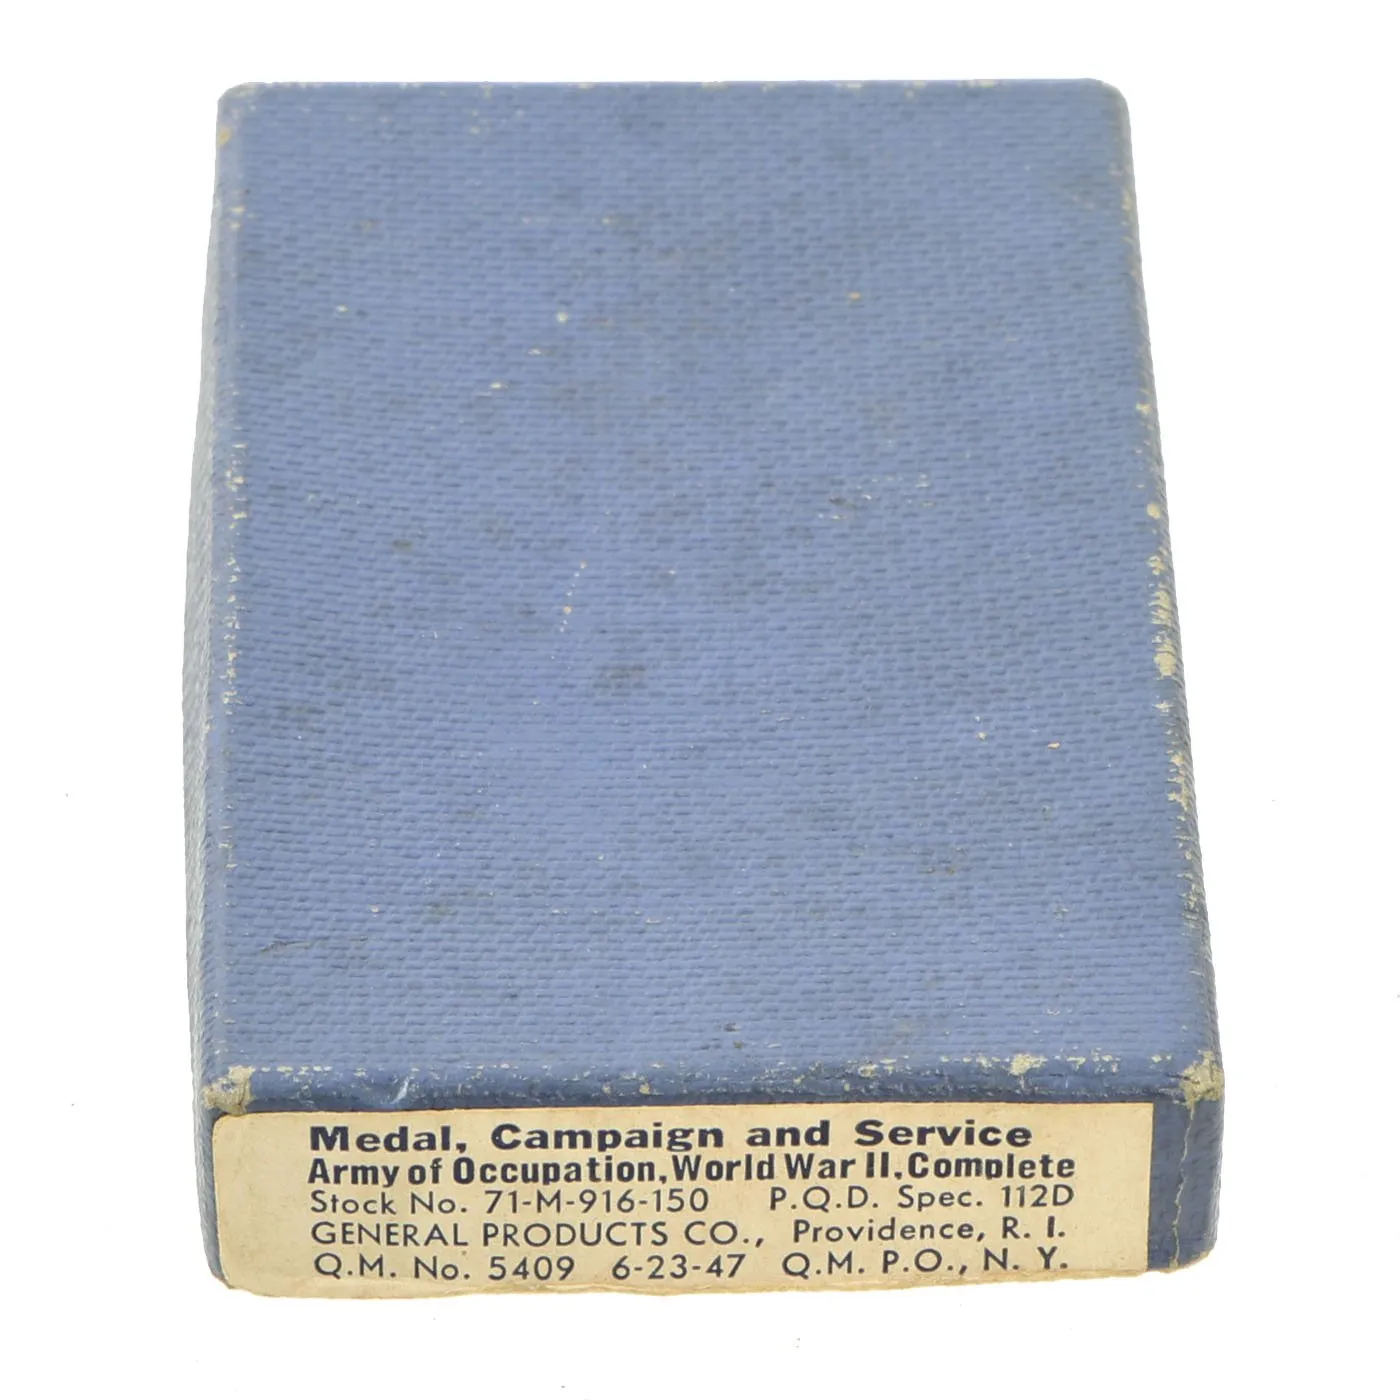 Medal, Campaign and Service
Army of Occupation, World War II, Complete
Stock No. 71-M-916-150 P.Q.D. Spec. 112D
GENERAL PRODUCTS CO., Providence, R. I.
Q.M. No. 5409 6-23-47 Q.M. P.O., N. Y.